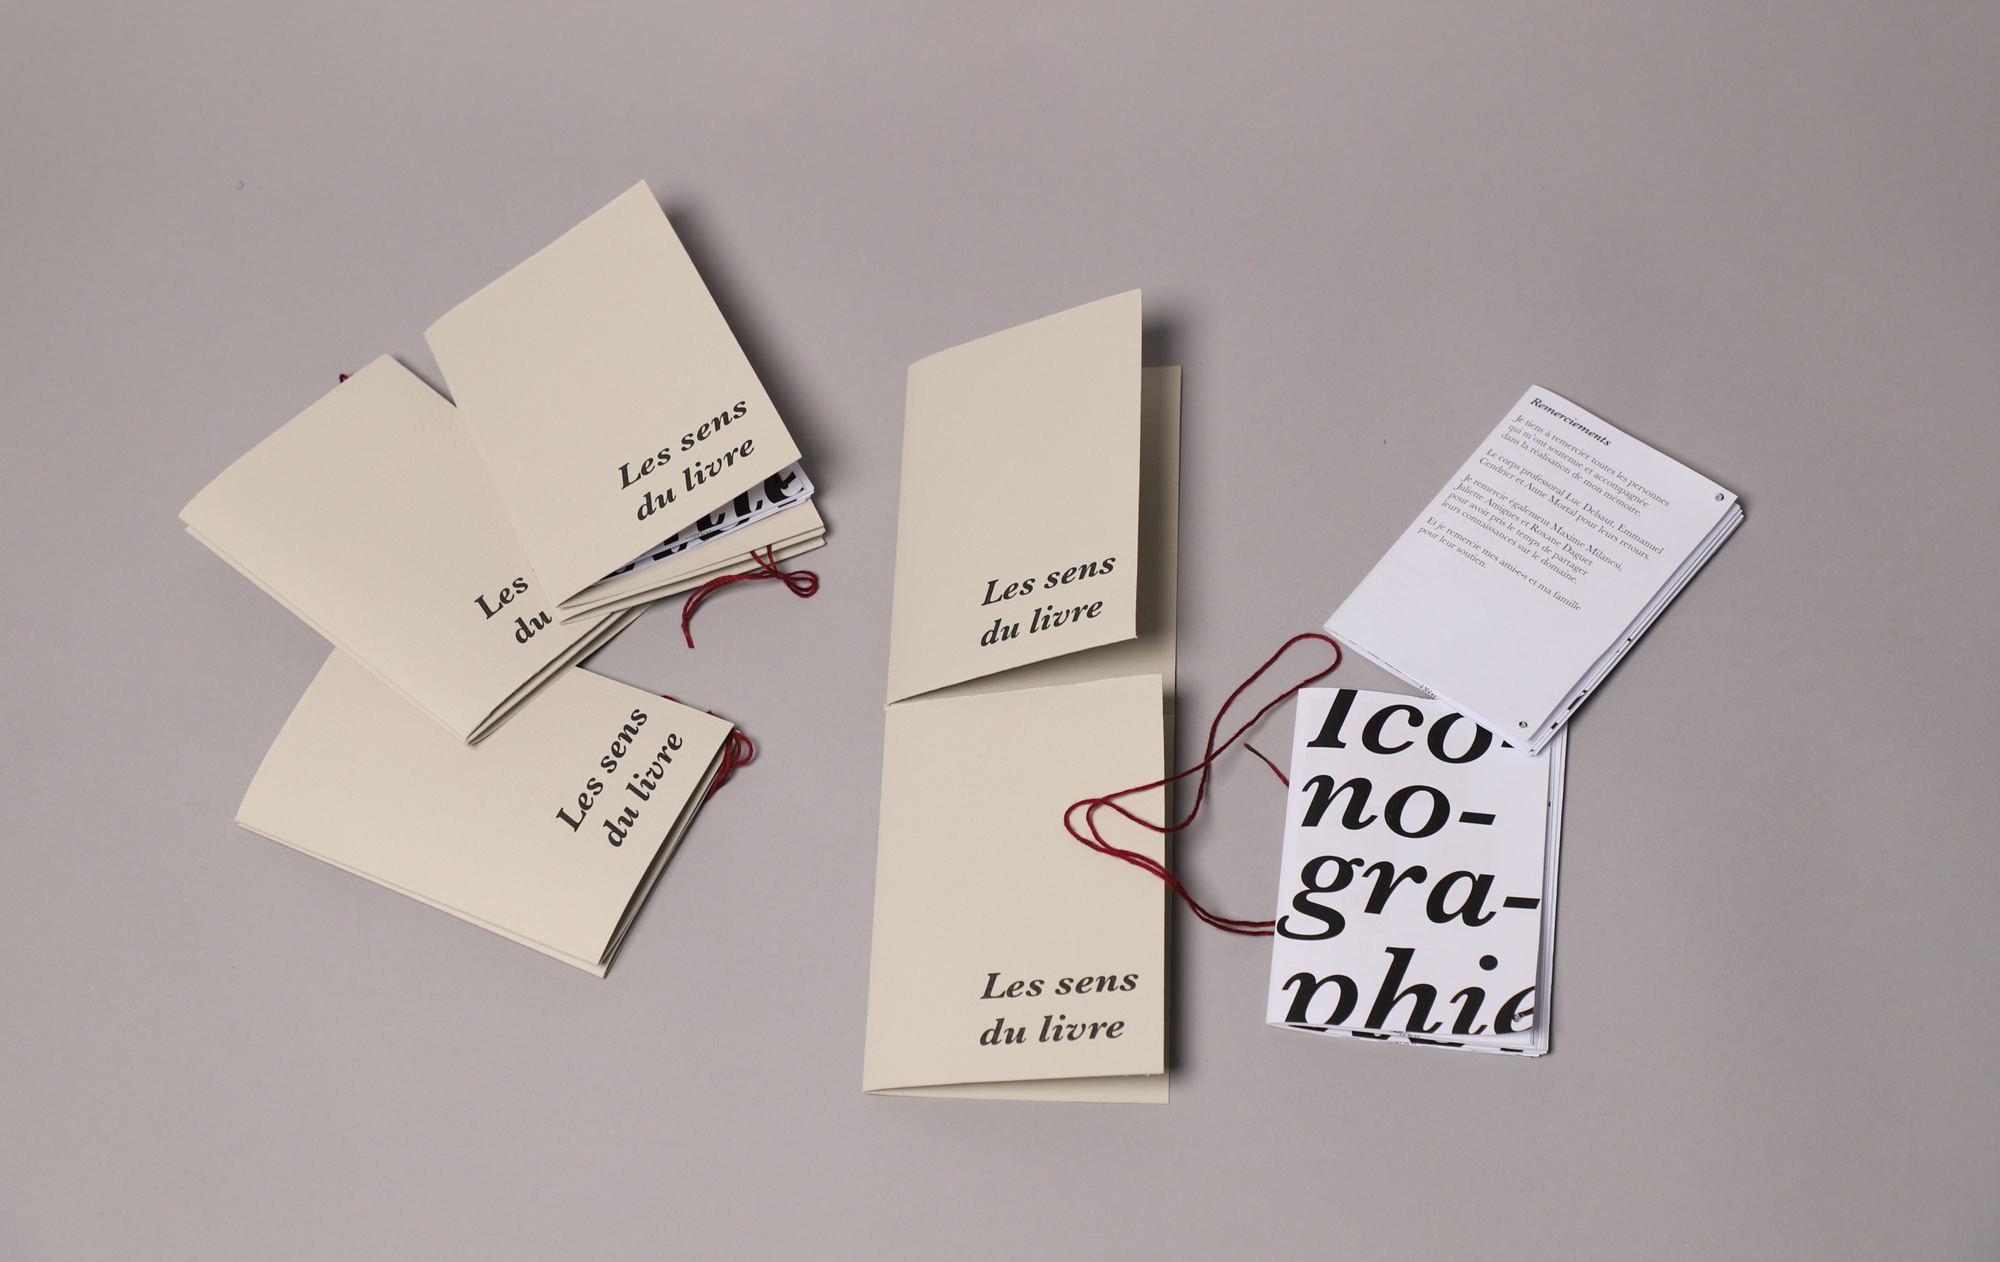 Les sens
du livre
Les
du
Les sens
du livre
Les sens
du livre
Les sens
du livre
Remerciements
Je tiens à remercier toutes les personnes
qui m'ont soutenue et accompagnée
dans la réalisation de mon mémoire.
Le corps professoral Luc Delsaut, Emmanuel
Cendrier et Anne Mortal pour leurs retours.
Je remercie également Maxime Milanesi,
Juliette Amigues et Roxane Daguet
pour avoir pris le temps de partager
leurs connaissances sur le domaine.
Et je remercie mes ami·e·s et ma famille
pour leur soutien.
Ico-
no-
gra-
phie